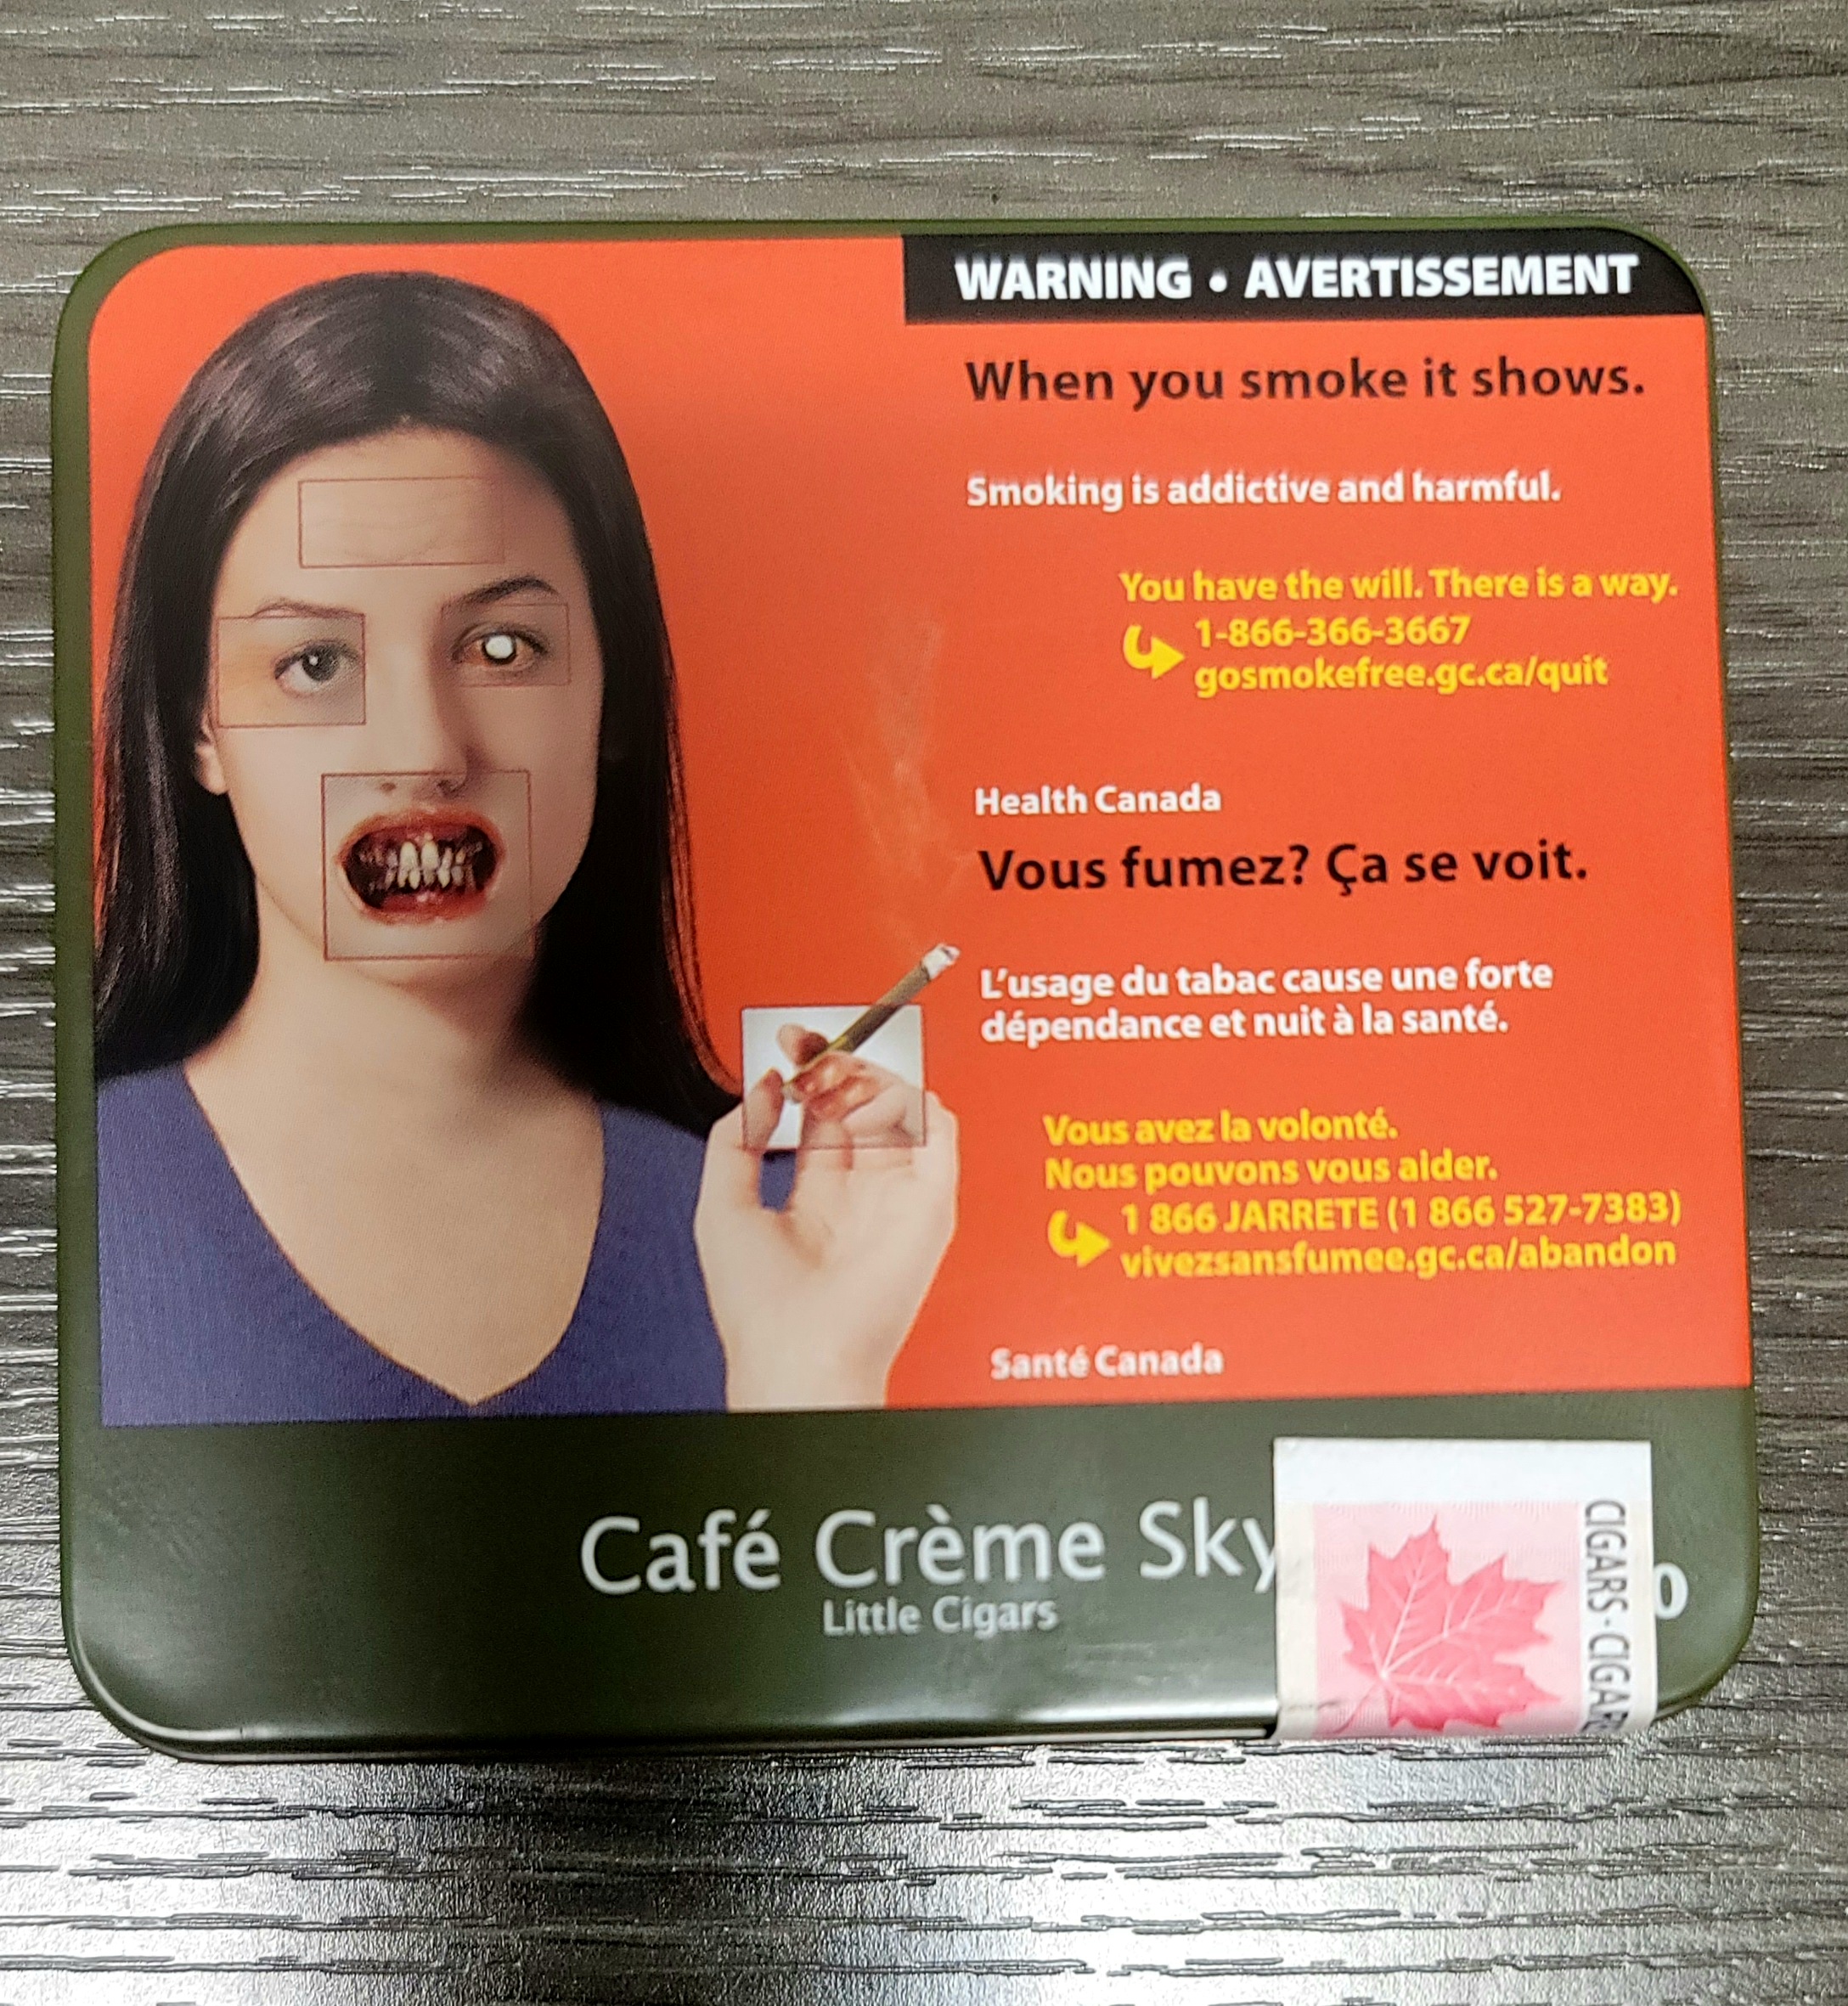 WARNING • AVERTISSEMENT
When you smoke it shows.
Smoking is addictive and harmful.
You have the will. There is a way.
1-866-366-3667
gosmokefree.gc.ca/quit
Health Canada
Vous fumez? Ça se voit.
L'usage du tabac cause une forte
dépendance et nuit à la santé.
Vous avez la volonté.
Nous pouvons vous aider.
1 866 JARRETE (1 866 527-7383)
vivezsansfumee.gc.ca/abandon
Santé Canada
Café Crème Sky
Little Cigars
CIGARS·CIGARE